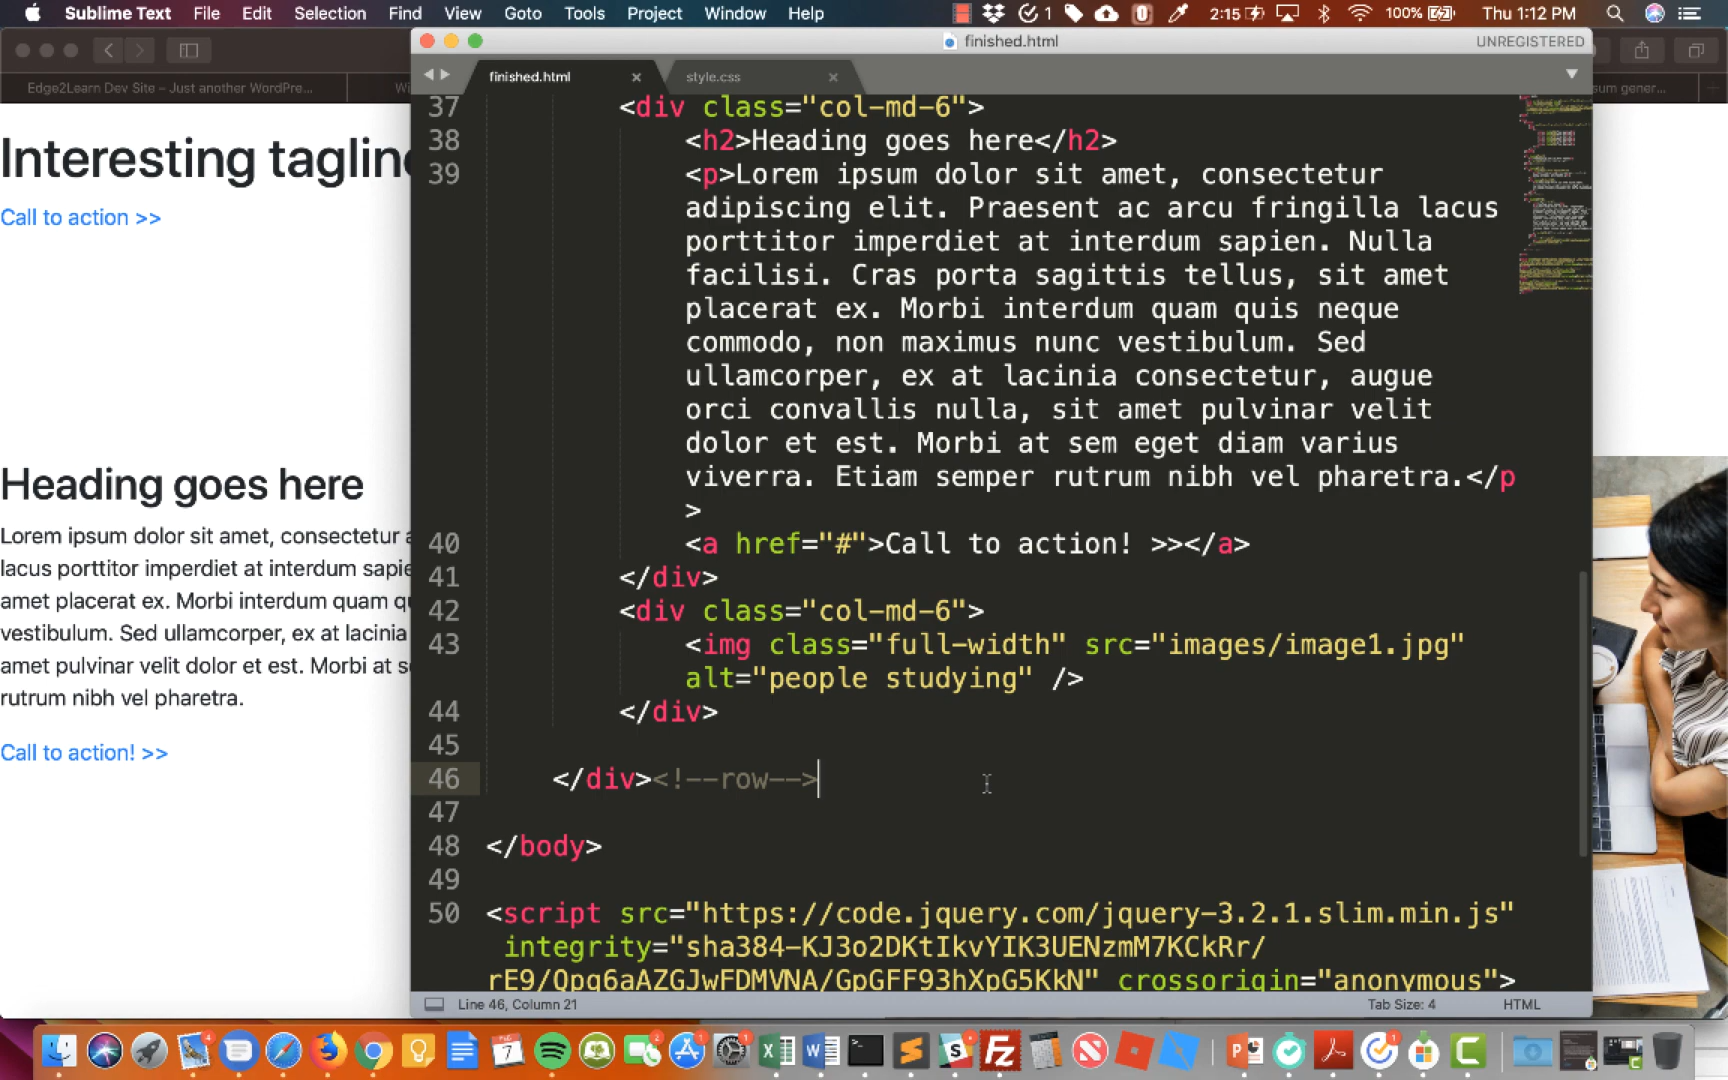 Sublime Text File Edit Selection Find View Goto Tools Project Window Help 1 2:15 100% Thu 1:12 PM
finished.html UNREGISTERED
Edge2Learn Dev Site – Just another WordPre...
finished.html × style.css ×
sum gener...
Interesting tagline
Call to action >>
Heading goes here
Lorem ipsum dolor sit amet, consectetur
lacus porttitor imperdiet at interdum sapie
amet placerat ex. Morbi interdum quam qu
vestibulum. Sed ullamcorper, ex at lacinia
amet pulvinar velit dolor et est. Morbi at s
rutrum nibh vel pharetra.
Call to action! >>
37 <div class="col-md-6">
38 <h2>Heading goes here</h2>
39 <p>Lorem ipsum dolor sit amet, consectetur
adipiscing elit. Praesent ac arcu fringilla lacus
porttitor imperdiet at interdum sapien. Nulla
facilisi. Cras porta sagittis tellus, sit amet
placerat ex. Morbi interdum quam quis neque
commodo, non maximus nunc vestibulum. Sed
ullamcorper, ex at lacinia consectetur, augue
orci convallis nulla, sit amet pulvinar velit
dolor et est. Morbi at sem eget diam varius
viverra. Etiam semper rutrum nibh vel pharetra.</p
>
40 <a href="#">Call to action! >></a>
41 </div>
42 <div class="col-md-6">
43 <img class="full-width" src="images/image1.jpg"
alt="people studying" />
44 </div>
45
46 </div><!--row-->
47
48 </body>
49
50 <script src="https://code.jquery.com/jquery-3.2.1.slim.min.js"
integrity="sha384-KJ3o2DKtIkvYIK3UENzmM7KCkRr/
rE9/Qpg6aAZGJwFDMVNA/GpGFF93hXpG5KkN" crossorigin="anonymous">
Line 46, Column 21 Tab Size: 4 HTML